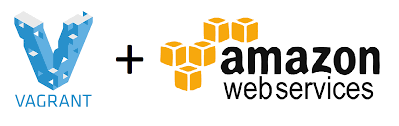 VAGRANT
+
amazon
webservices